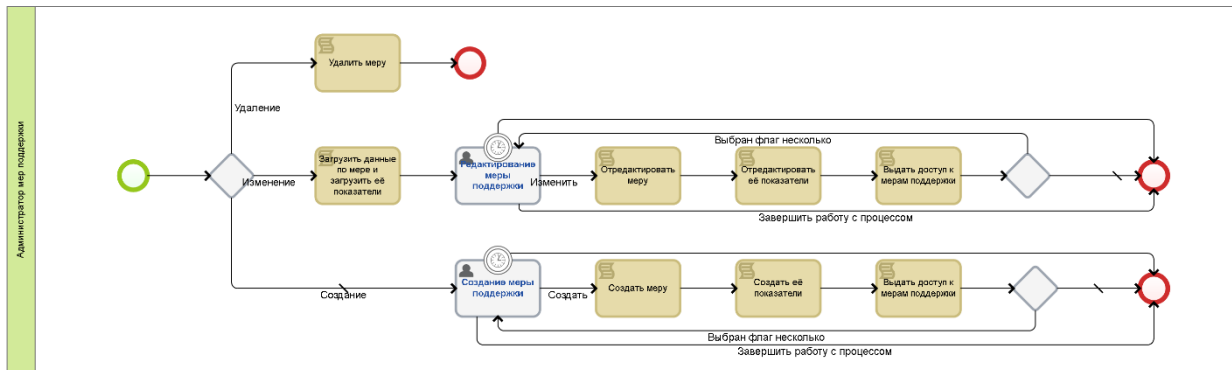 Администратор мер поддержки
Удалить меру
Удаление
Выбран флаг несколько
Изменение
Загрузить данные
по мере и
загрузить её
показатели
Редактирование
меры
поддержки
Изменить
Отредактировать
меру
Отредактировать
её показатели
Выдать доступ к
мерам поддержки
Завершить работу с процессом
Создание
Создание меры
поддержки
Создать
Создать меру
Создать её
показатели
Выдать доступ к
мерам поддержки
Выбран флаг несколько
Завершить работу с процессом